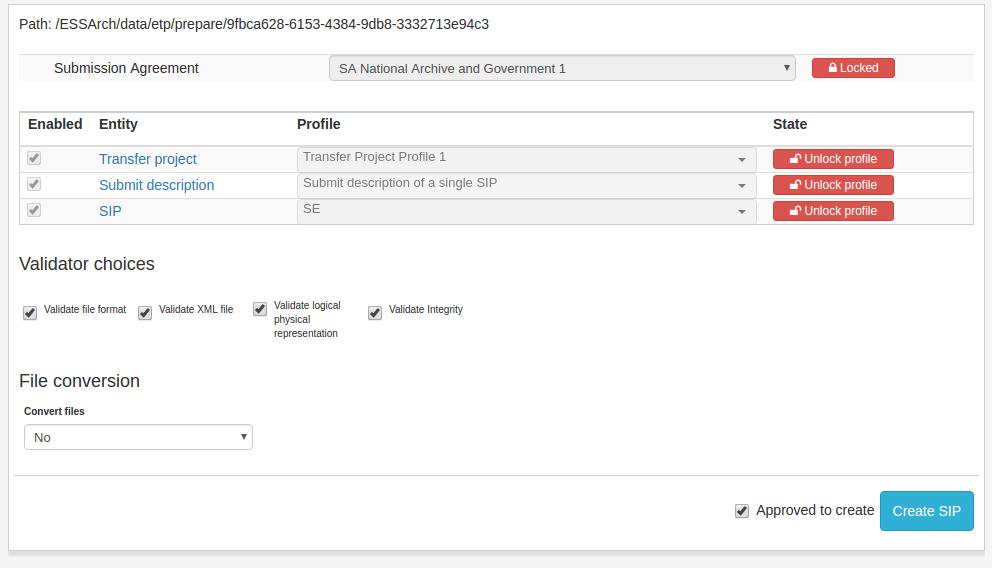 Path: /ESSArch/data/etp/prepare/9fbca628-6153-4384-9db8-3332713e94c3
Submission Agreement SA National Archive and Government 1 Locked
Enabled Entity Profile State
Transfer project Transfer Project Profile 1 Unlock profile
Submit description Submit description of a single SIP Unlock profile
SIP SE Unlock profile
Validator choices
Validate file format
Validate XML file
Validate logical
physical
representation
Validate Integrity
File conversion
Convert files
No
Approved to create Create SIP